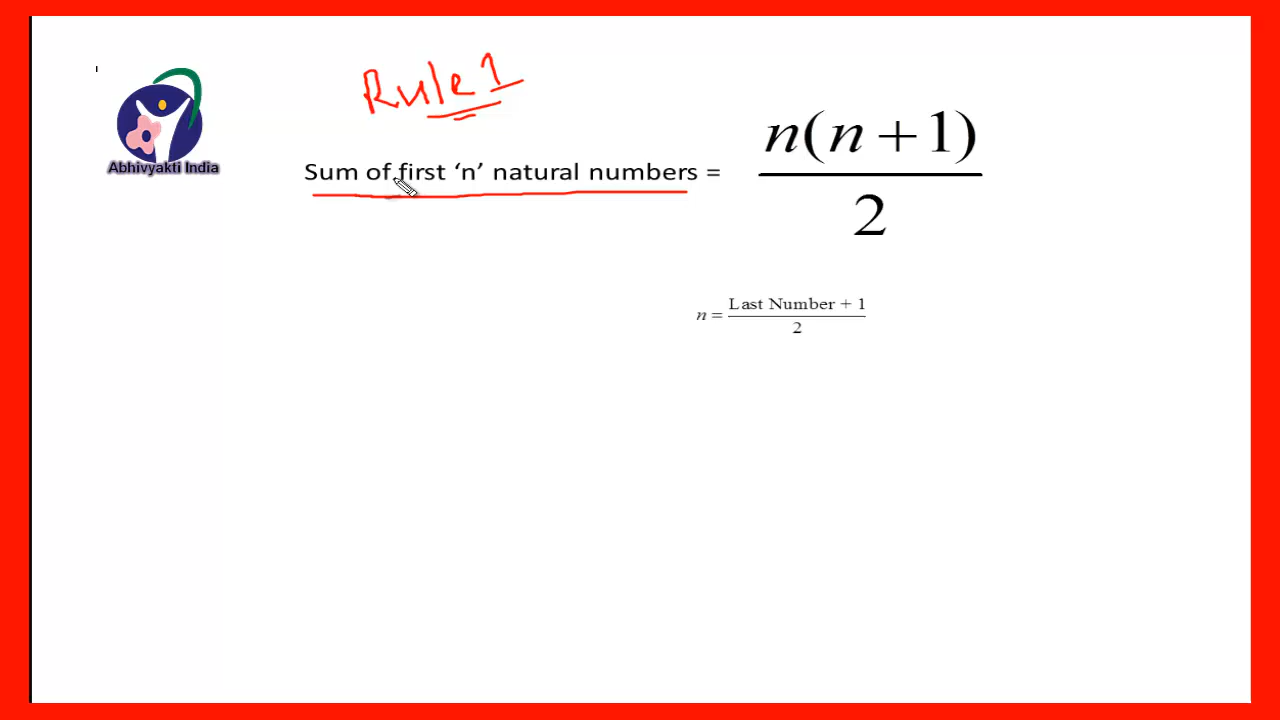 Rule 1
Abhivyakti India
Sum of first ‘n’ natural numbers = n(n+1)/2
n = Last Number + 1/2